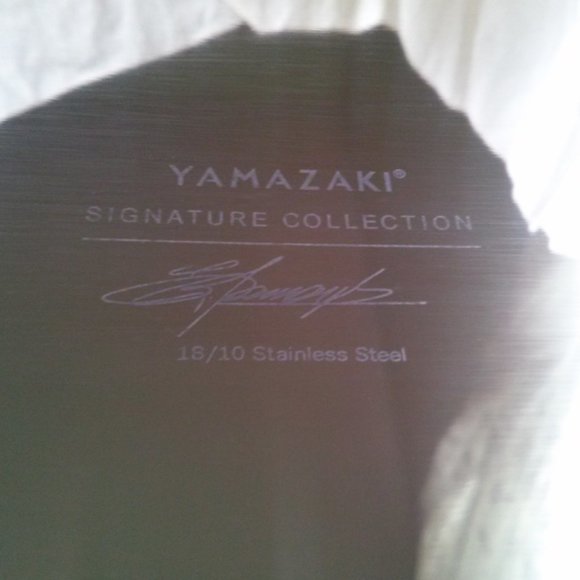 YAMAZAKI®
SIGNATURE COLLECTION
18/10 Stainless Steel